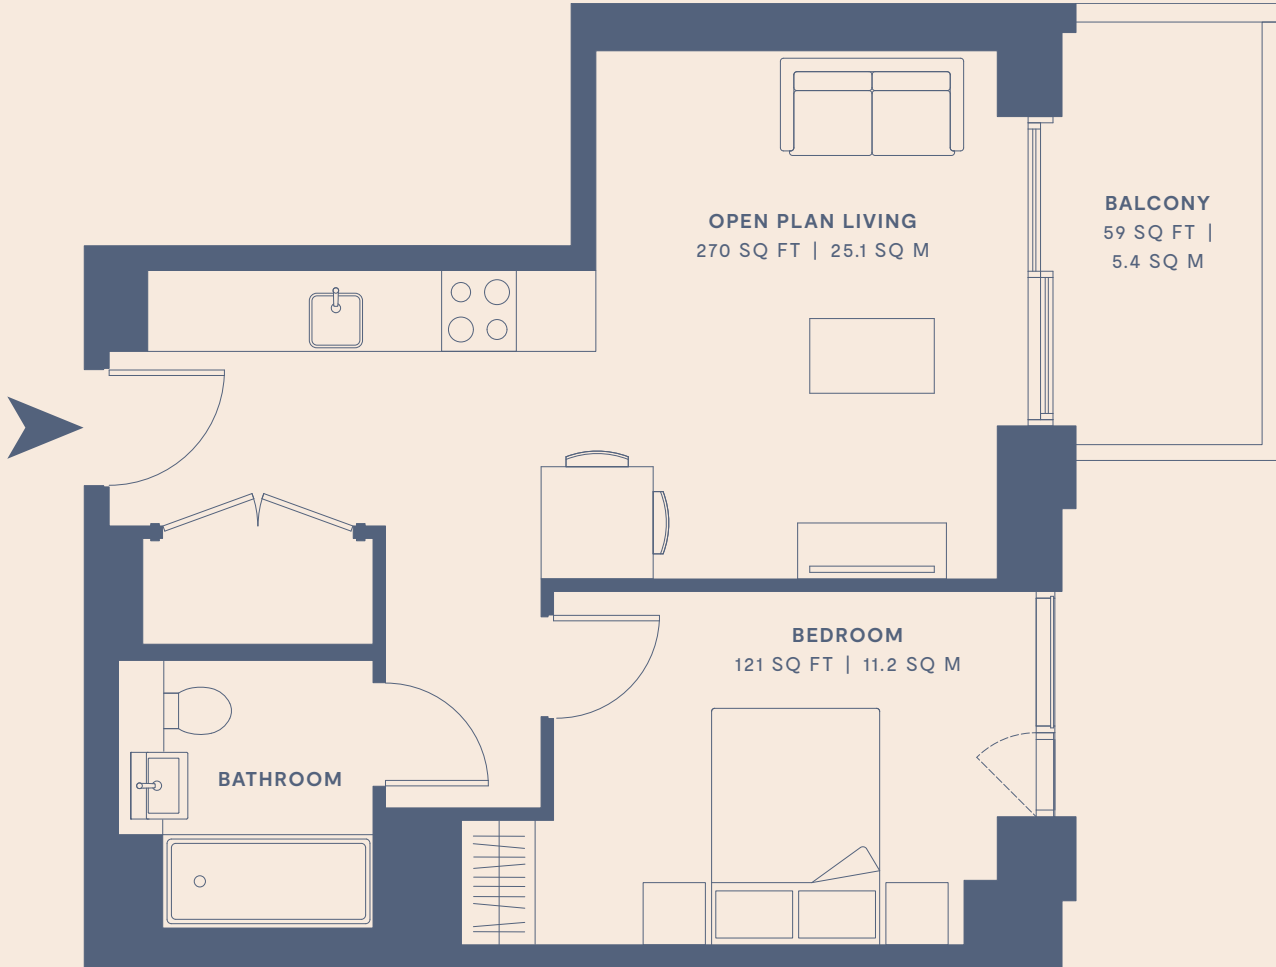 OPEN PLAN LIVING
270 SQ FT | 25.1 SQ M
BALCONY
59 SQ FT |
5.4 SQ M
BEDROOM
121 SQ FT | 11.2 SQ M
BATHROOM